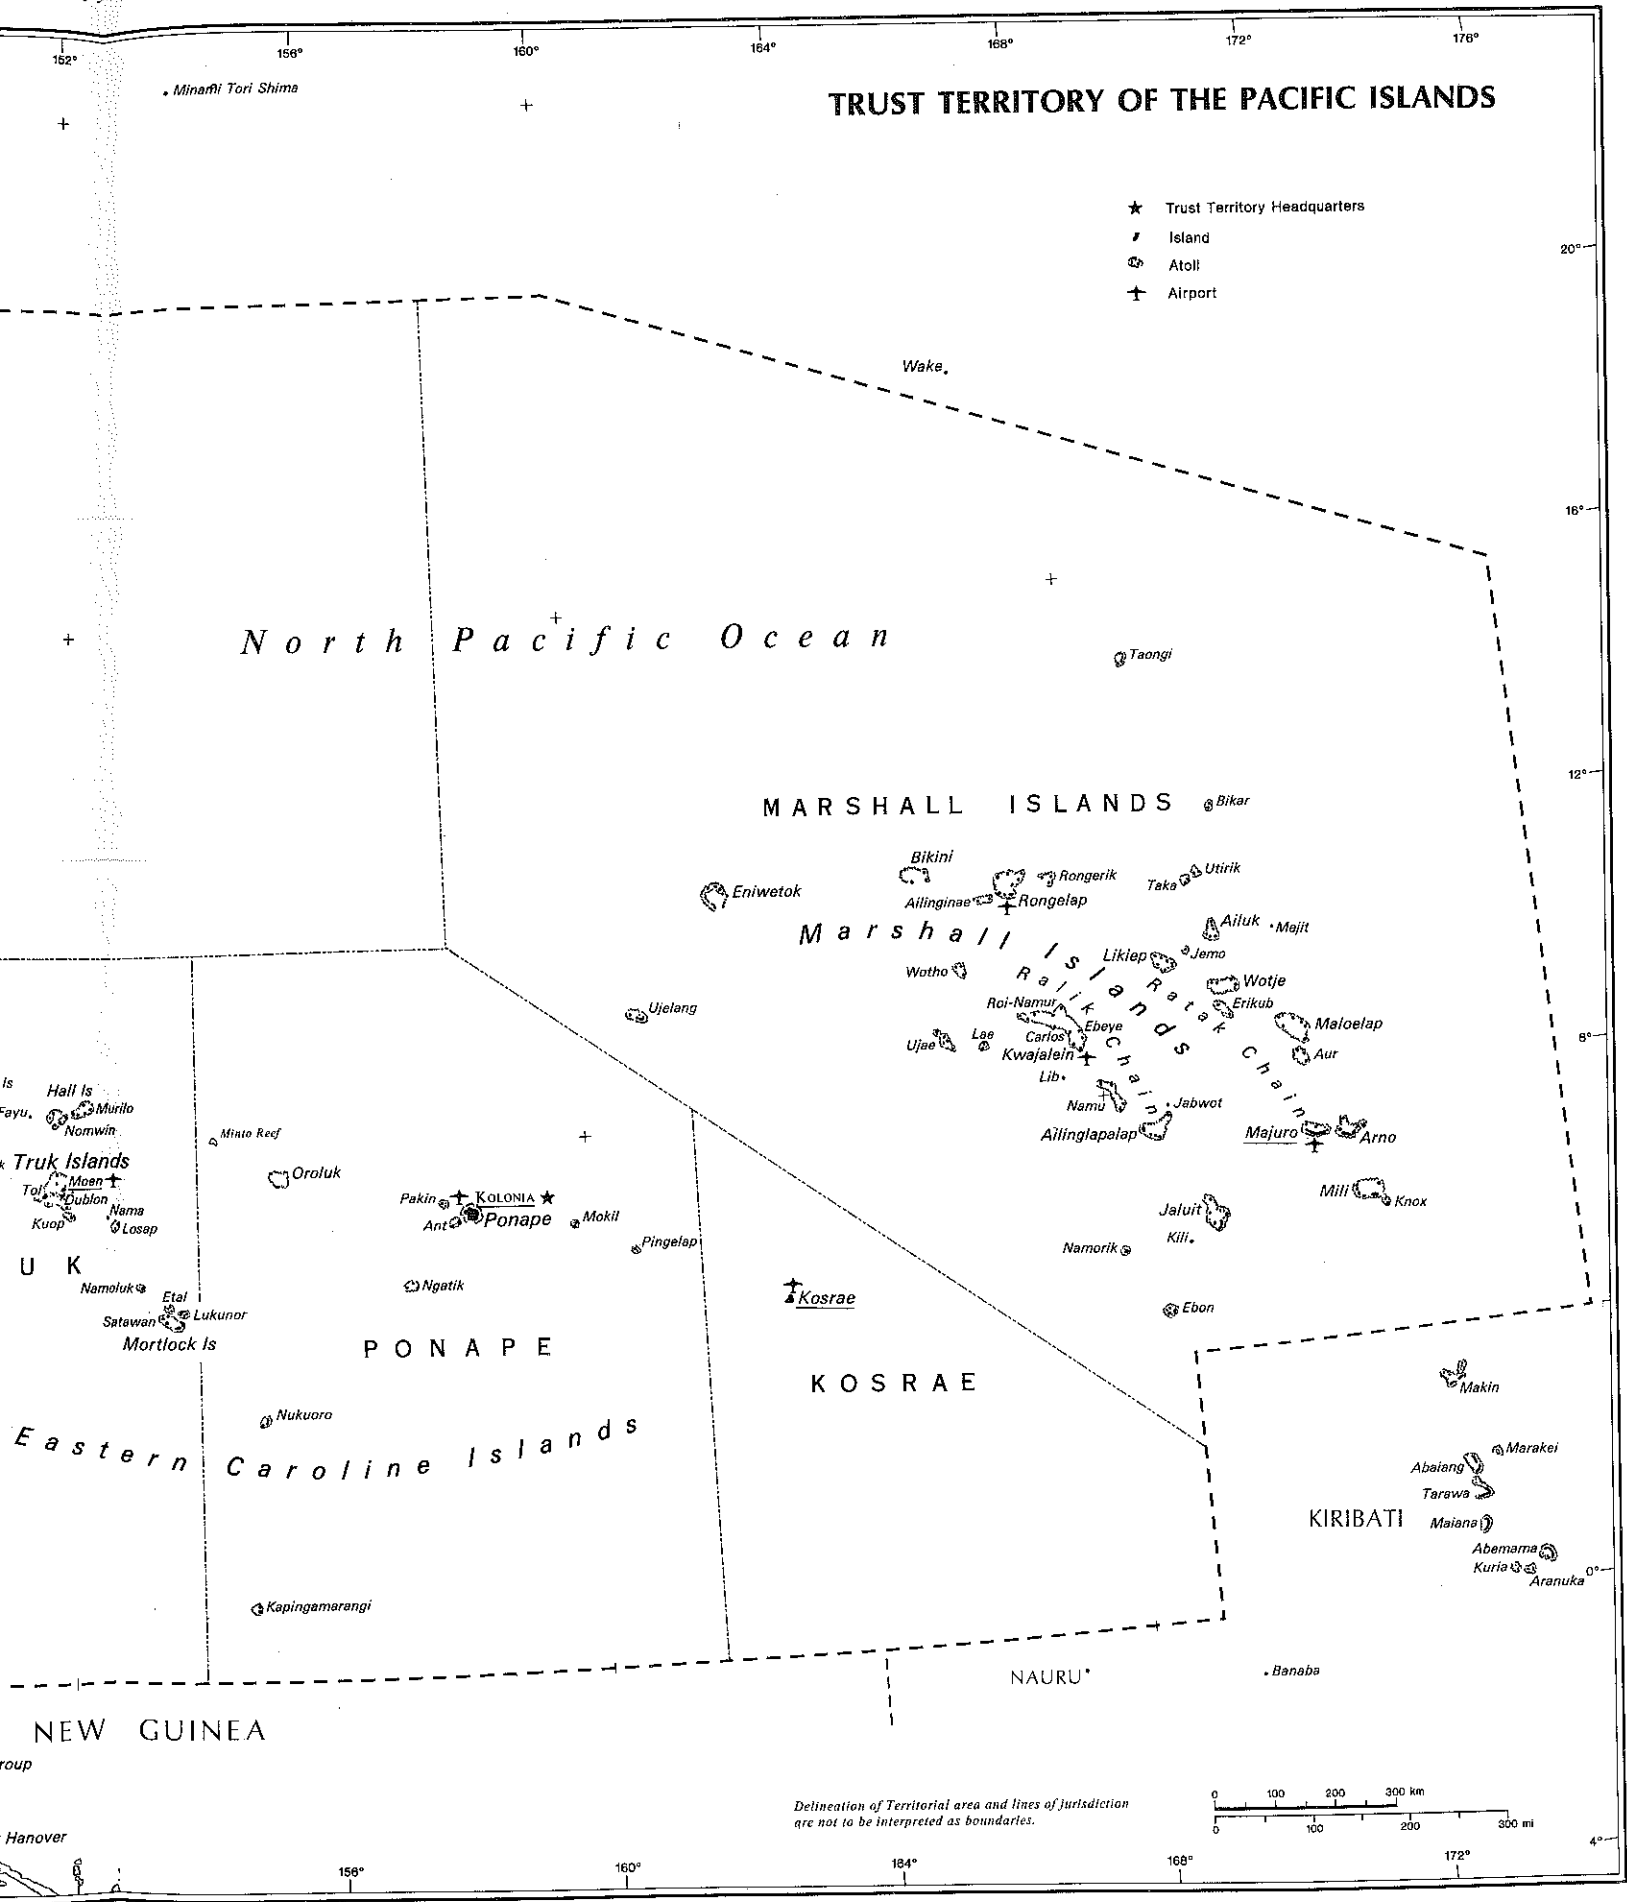 152°
156°
160°
164°
168°
172°
176°
Minami Tori Shima
TRUST TERRITORY OF THE PACIFIC ISLANDS
Trust Territory Headquarters
Island
Atoll
Airport
20°
Wake
16°
North Pacific Ocean
Taongi
12°
MARSHALL ISLANDS
Bikar
Bikini
Eniwetok
Rongerik
Ailinginae
Rongelap
Taka
Utirik
Marshall Islands
Ailuk
Mejit
Likiep
Jemo
Wotho
Ralik Chain
Ratak Chain
Wotje
Erikub
Roi-Namur
Ujelang
Ebeye
Carlos
Kwajalein
Maloelap
Aur
8°
Ujae
Lae
Lib
Namu
Jabwot
Ailinglapalap
Majuro
Arno
Is
Hall Is
Fayu
Murilo
Nomwin
Minto Reef
Truk Islands
Moen
Tol
Dublon
Oroluk
Kuop
Nama
Losap
Pakin
KOLONIA
Ant
Ponape
Mokil
Pingelap
Mili
Knox
Jaluit
Kili
Namorik
UK
Namoluk
Etal
Ngatik
Satawan
Lukunor
Mortlock Is
Kosrae
Ebon
PONAPE
KOSRAE
Makin
Nukuoro
Eastern Caroline Islands
Marakei
Abaiang
Tarawa
KIRIBATI
Maiana
Abemama
Kuria
Aranuka
0°
Kapingamarangi
NAURU
Banaba
NEW GUINEA
roup
Hanover
Delineation of Territorial area and lines of jurisdiction
are not to be interpreted as boundaries.
0 100 200 300 km
0 100 200 300 mi
4°
156°
160°
164°
168°
172°